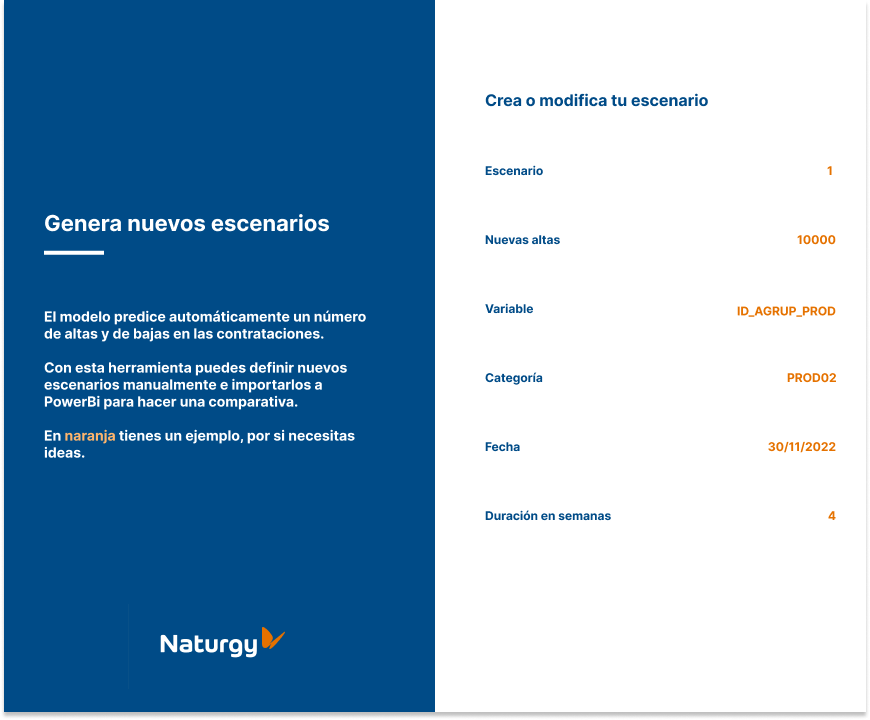 Genera nuevos escenarios
El modelo predice automáticamente un número
de altas y de bajas en las contrataciones.
Con esta herramienta puedes definir nuevos
escenarios manualmente e importarlos a
PowerBi para hacer una comparativa.
En naranja tienes un ejemplo, por si necesitas
ideas.
Naturgy
Crea o modifica tu escenario
Escenario 1
Nuevas altas 10000
Variable ID_AGRUP_PROD
Categoría PROD02
Fecha 30/11/2022
Duración en semanas 4